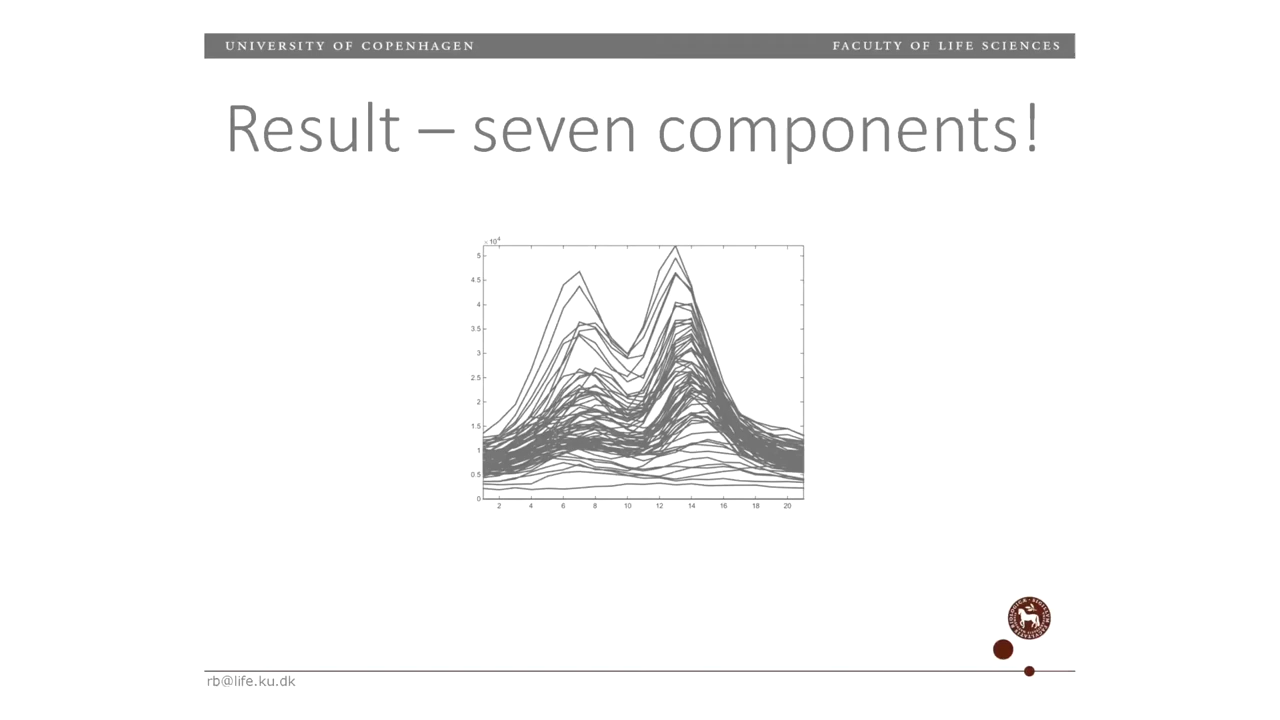 UNIVERSITY OF COPENHAGEN
FACULTY OF LIFE SCIENCES
Result – seven components!
×10⁴
5
4.5
4
3.5
3
2.5
2
1.5
1
0.5
0
2 4 6 8 10 12 14 16 18 20
rb@life.ku.dk